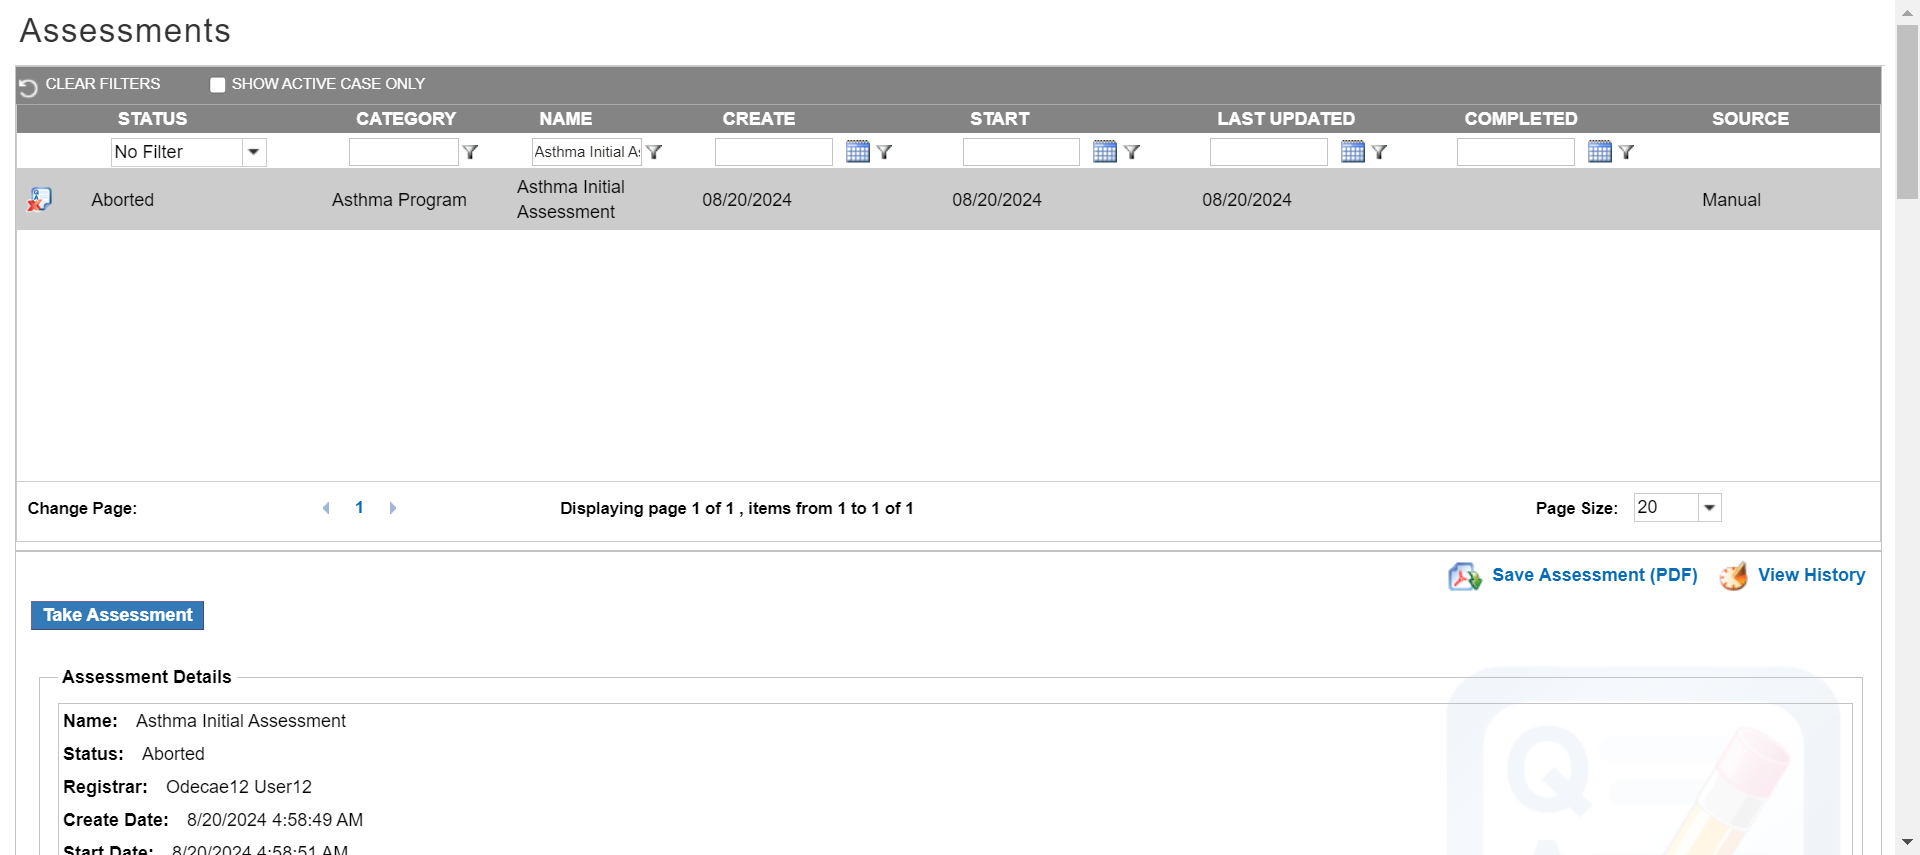 Assessments
CLEAR FILTERS SHOW ACTIVE CASE ONLY
STATUS CATEGORY NAME CREATE START LAST UPDATED COMPLETED SOURCE
No Filter Asthma Initial A
Aborted Asthma Program Asthma Initial Assessment 08/20/2024 08/20/2024 08/20/2024 Manual
Change Page: 1 Displaying page 1 of 1 , items from 1 to 1 of 1 Page Size: 20
Save Assessment (PDF) View History
Take Assessment
Assessment Details
Name: Asthma Initial Assessment
Status: Aborted
Registrar: Odecae12 User12
Create Date: 8/20/2024 4:58:49 AM
Start Date: 8/20/2024 4:58:51 AM
Q